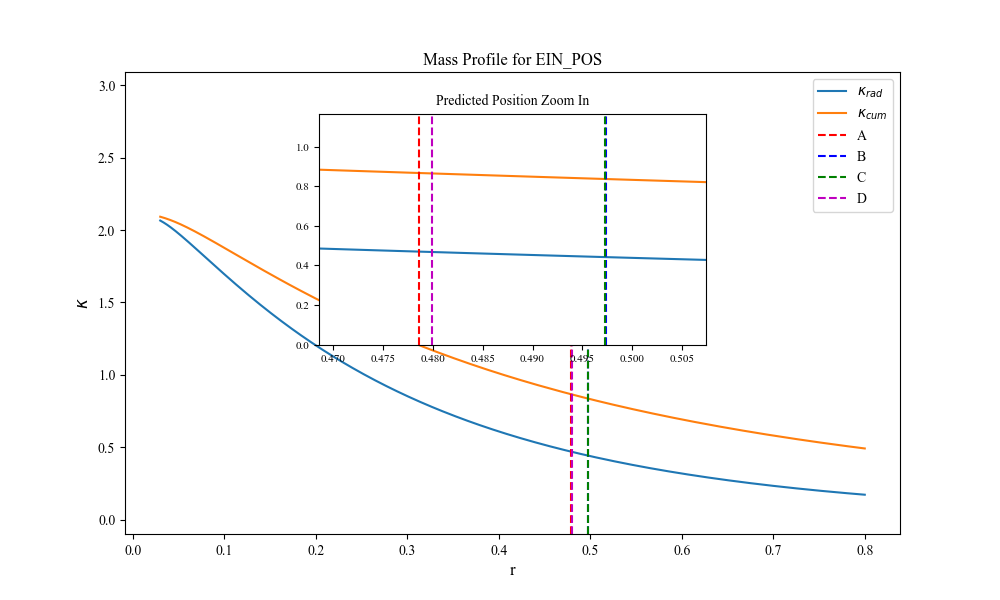 Mass Profile for EIN_POS
Predicted Position Zoom In
κ_rad
κ_cum
A
B
C
D
3.0
2.5
2.0
1.5
1.0
0.5
0.0
κ
1.0
0.8
0.6
0.4
0.2
0.0
0.470 0.475 0.480 0.485 0.490 0.495 0.500 0.505
0.0 0.1 0.2 0.3 0.4 0.5 0.6 0.7 0.8
r